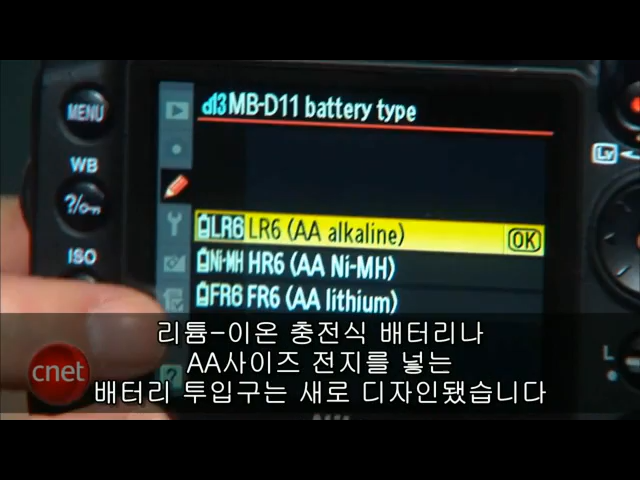 d13 MB-D11 battery type
MENU
WB
?/
ISO
Lv
LR6 LR6 (AA alkaline)
OK
Ni-MH HR6 (AA Ni-MH)
FR6 FR6 (AA lithium)
L
?
리튬-이온 충전식 배터리나
AA사이즈 전지를 넣는
배터리 투입구는 새로 디자인됐습니다
cnet